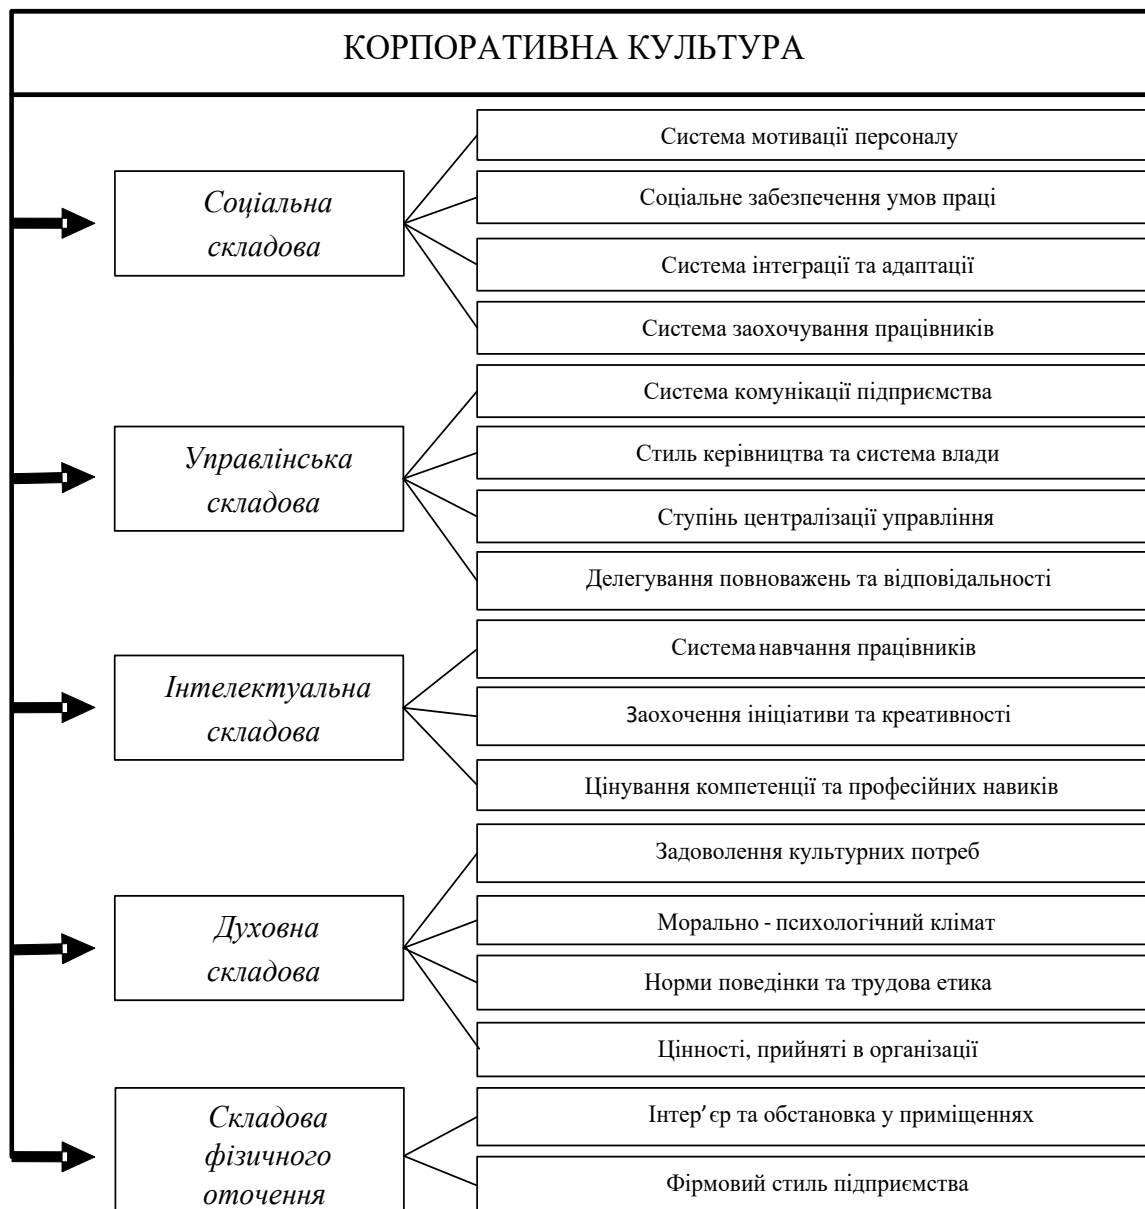 КОРПОРАТИВНА КУЛЬТУРА
Соціальна
складова
Система мотивації персоналу
Соціальне забезпечення умов праці
Система інтеграції та адаптації
Система заохочування працівників
Управлінська
складова
Система комунікації підприємства
Стиль керівництва та система влади
Ступінь централізації управління
Делегування повноважень та відповідальності
Інтелектуальна
складова
Система навчання працівників
Заохочення ініціативи та креативності
Цінування компетенції та професійних навиків
Духовна
складова
Задоволення культурних потреб
Морально - психологічний клімат
Норми поведінки та трудова етика
Цінності, прийняті в організації
Складова
фізичного
оточення
Інтер’єр та обстановка у приміщеннях
Фірмовий стиль підприємства